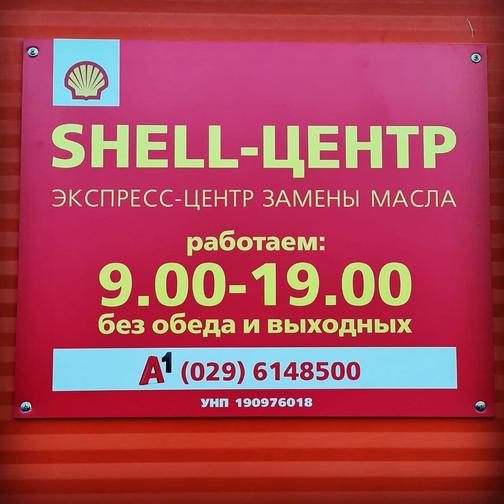 SHELL-ЦЕНТР
ЭКСПРЕСС-ЦЕНТР ЗАМЕНЫ МАСЛА
работаем:
9.00-19.00
без обеда и выходных
A1 (029) 6148500
УНП 190976018